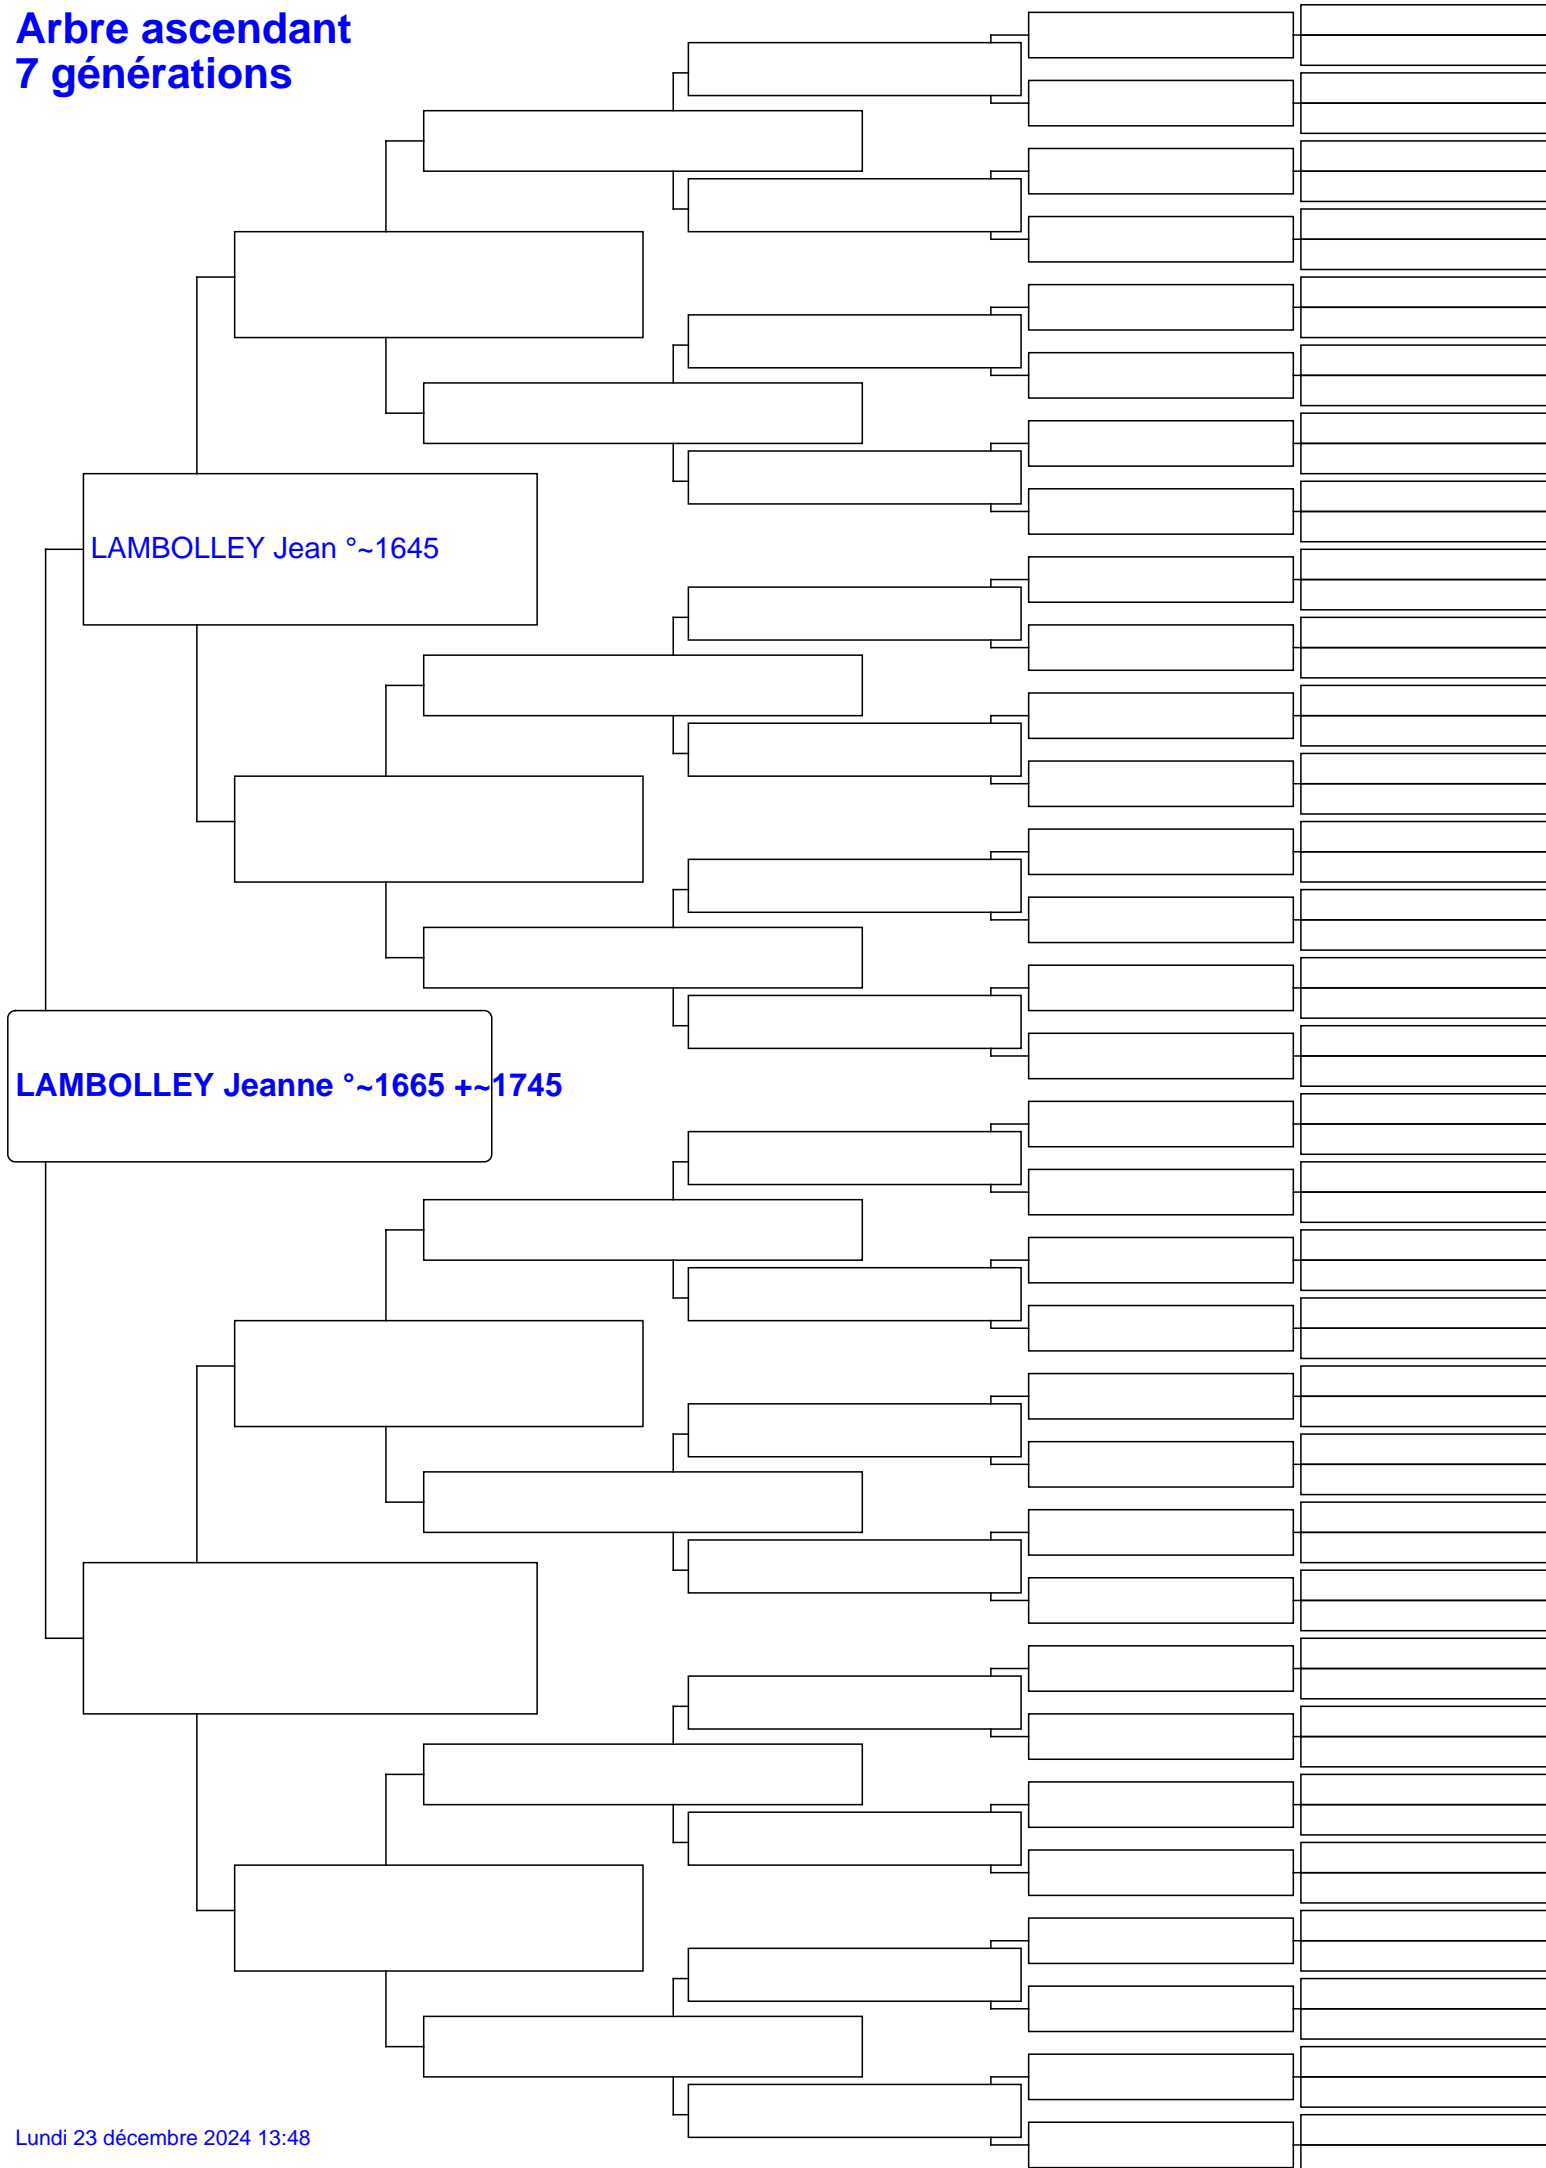 Arbre ascendant
7 générations
LAMBOLLEY Jean °~1645
LAMBOLLEY Jeanne °~1665 +~1745
Lundi 23 décembre 2024 13:48